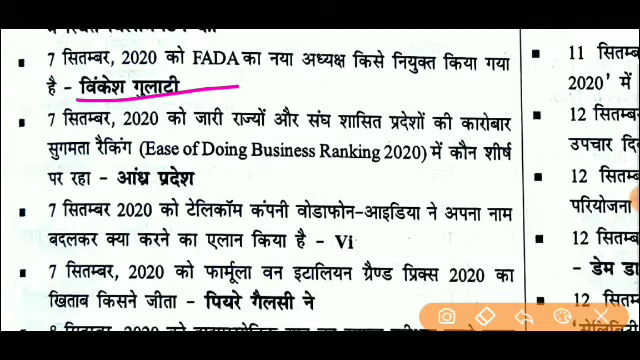 7 सितम्बर, 2020 को FADA का नया अध्यक्ष किसे नियुक्त किया गया
है - विंकेश गुलाटी
7 सितम्बर, 2020 को जारी राज्यों और संघ शासित प्रदेशों की कारोबार
सुगमता रैकिंग (Ease of Doing Business Ranking 2020) में कौन शीर्ष
पर रहा - आंध्र प्रदेश
7 सितम्बर 2020 को टेलिकॉम कंपनी वोडाफोन-आइडिया ने अपना नाम
बदलकर क्या करने का एलान किया है - Vi
7 सितम्बर, 2020 को फार्मूला वन इटालियन ग्रैण्ड प्रिक्स 2020 का
खिताब किसने जीता - पियरे गैलसी ने
11 सितम्ब
2020' में
12 सितम्ब
उपचार दि
12 सितम्ब
परियोजना
12 सितम्ब
- डेम डा
12 सितम्ब